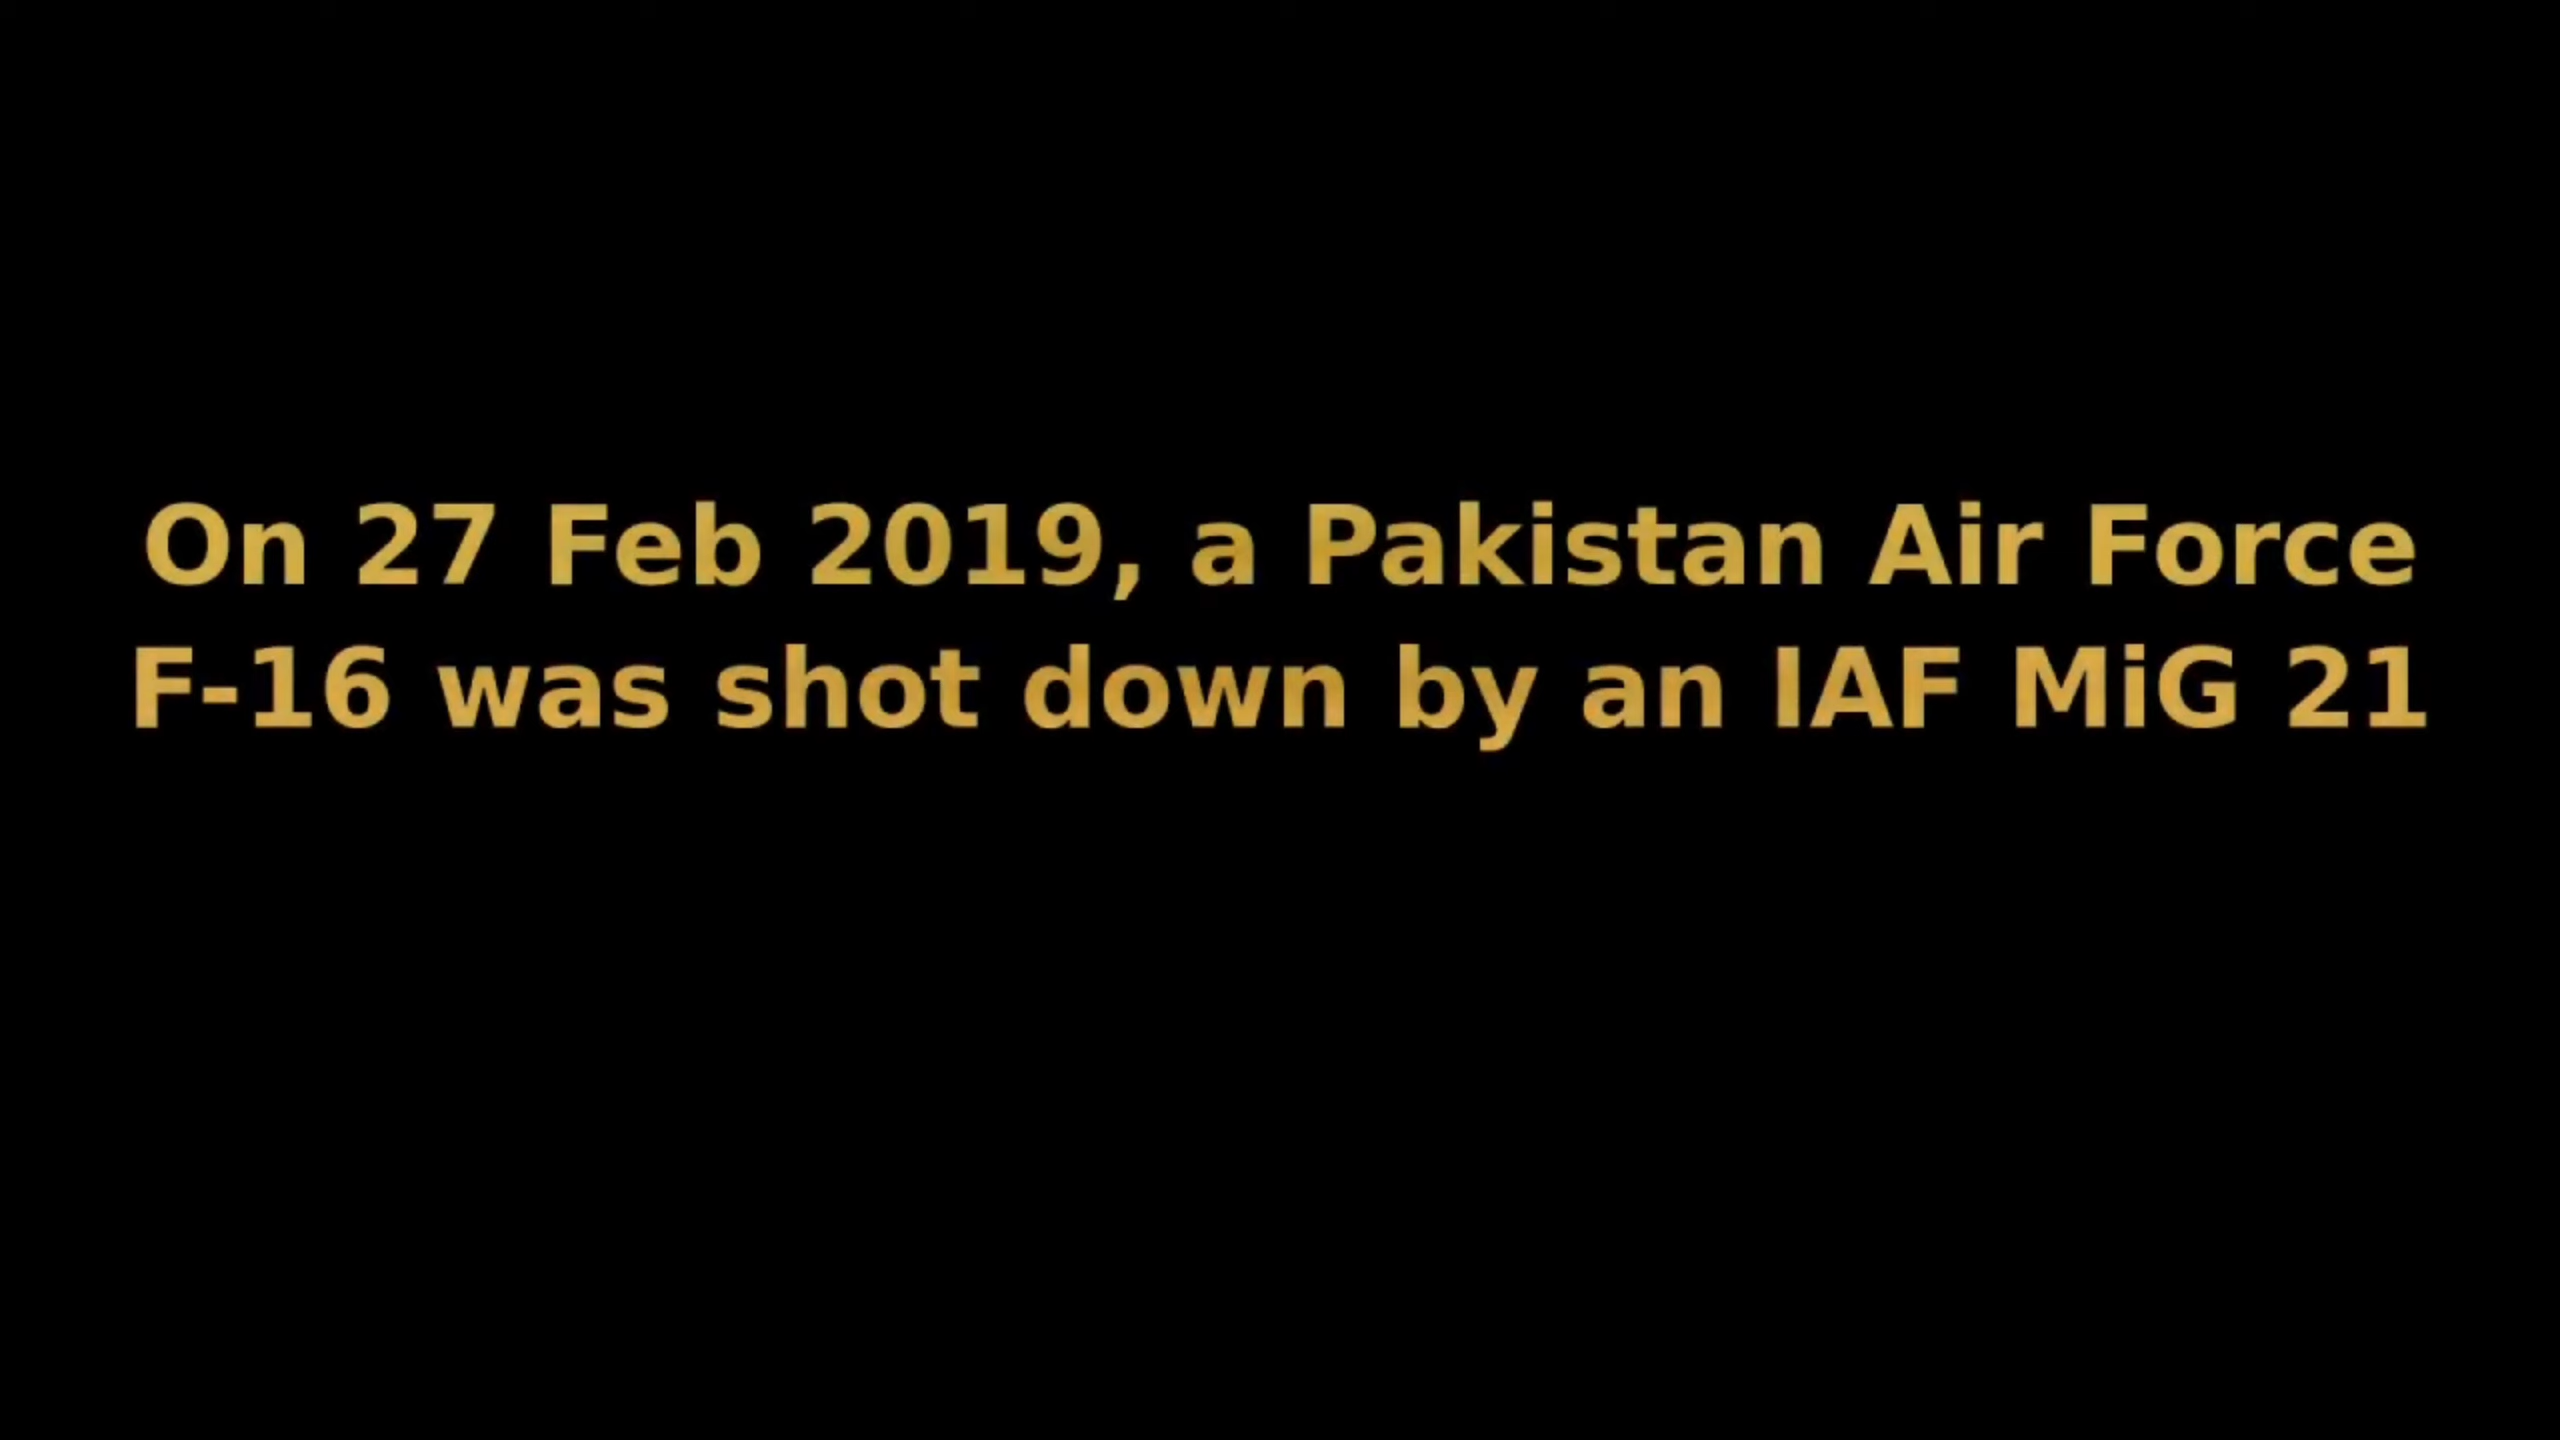 On 27 Feb 2019, a Pakistan Air Force
F-16 was shot down by an IAF MiG 21